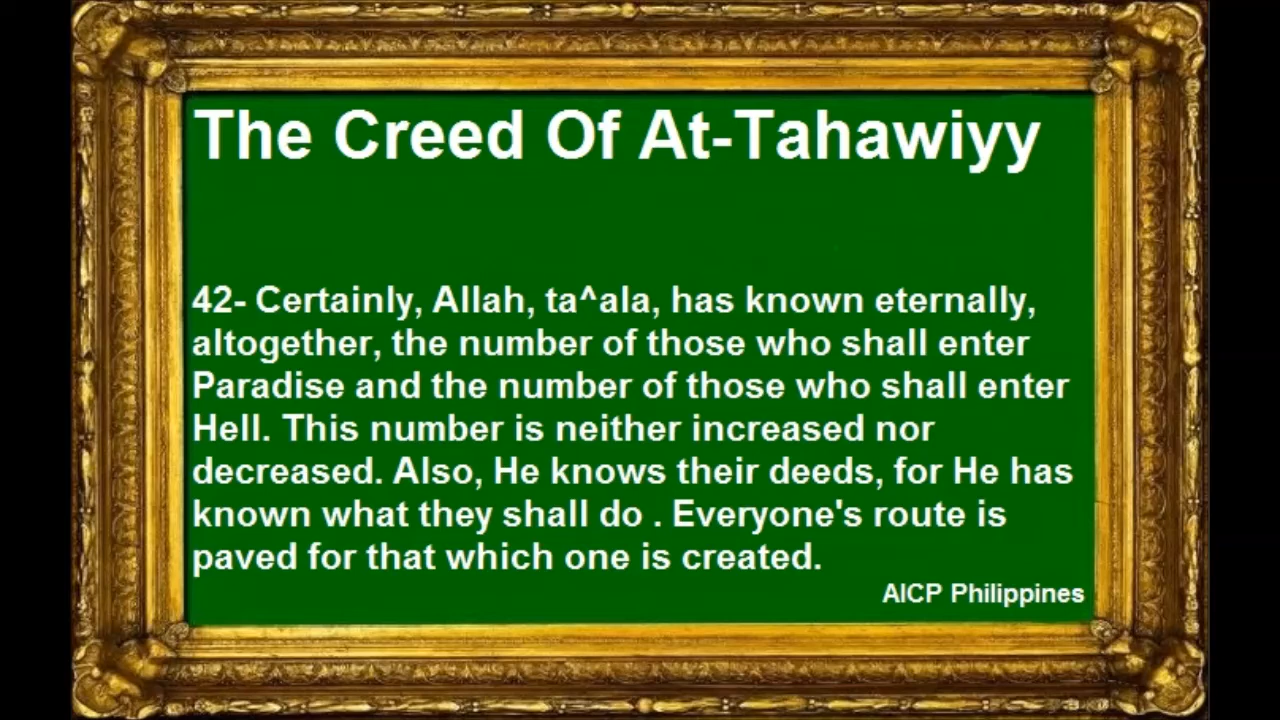 The Creed Of At-Tahawiyy
42- Certainly, Allah, ta^ala, has known eternally,
altogether, the number of those who shall enter
Paradise and the number of those who shall enter
Hell. This number is neither increased nor
decreased. Also, He knows their deeds, for He has
known what they shall do . Everyone's route is
paved for that which one is created.
AICP Philippines